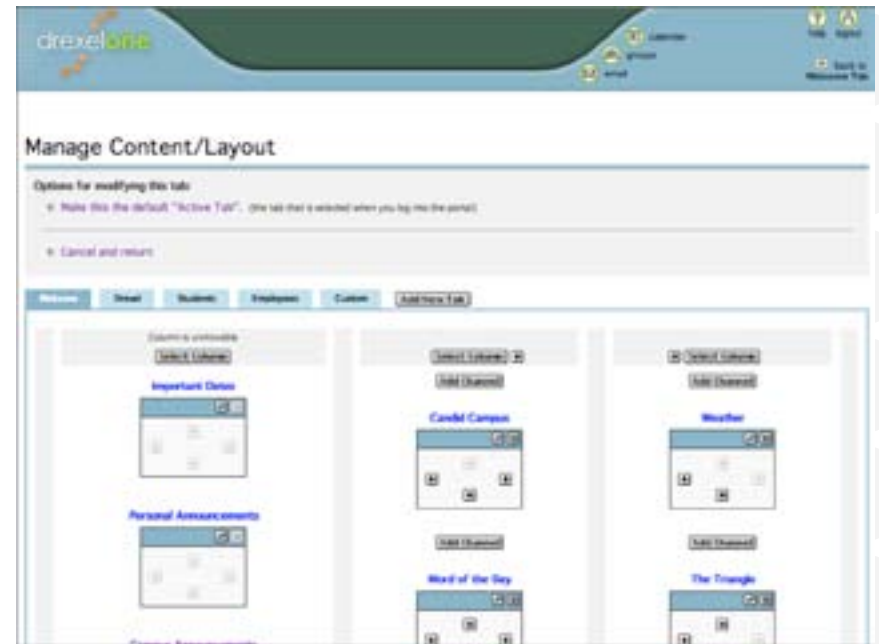 drexelone
calendar
groups
email
help logout
back to
Welcome Tab
Manage Content/Layout
Options for modifying this tab:
Make this the default "Active Tab". (the tab that is selected when you log into the portal)
Cancel and return
Welcome Students Employees Custom Add New Tab
Column is unmovable
Select Column Select Column Select Column
Add Channel Add Channel
Important Dates
Candid Campus Weather
Personal Announcements
Add Channel Add Channel
Word of the Day The Triangle